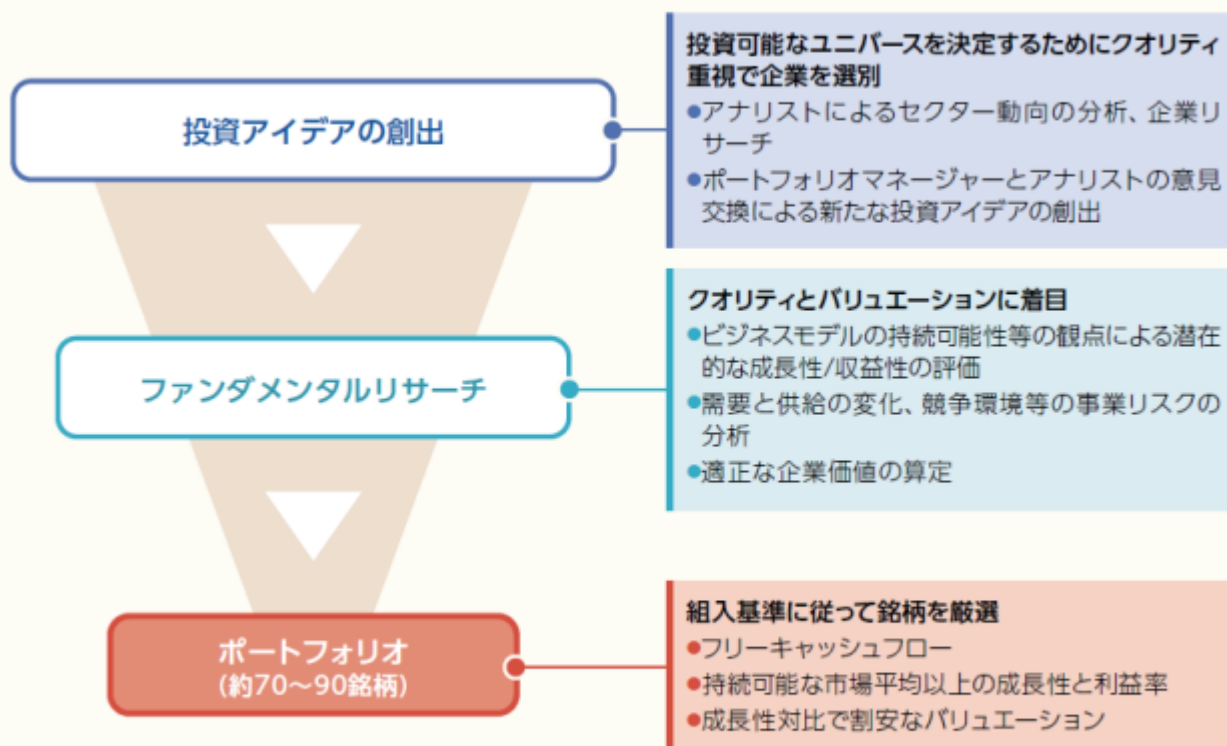 投資アイデアの創出
投資可能なユニバースを決定するためにクオリティ
重視で企業を選別
●アナリストによるセクター動向の分析、企業リ
サーチ
●ポートフォリオマネージャーとアナリストの意見
交換による新たな投資アイデアの創出
ファンダメンタルリサーチ
クオリティとバリュエーションに着目
●ビジネスモデルの持続可能性等の観点による潜在
的な成長性/収益性の評価
●需要と供給の変化、競争環境等の事業リスクの
分析
●適正な企業価値の算定
ポートフォリオ
(約70～90銘柄)
組入基準に従って銘柄を厳選
●フリーキャッシュフロー
●持続可能な市場平均以上の成長性と利益率
●成長性対比で割安なバリュエーション